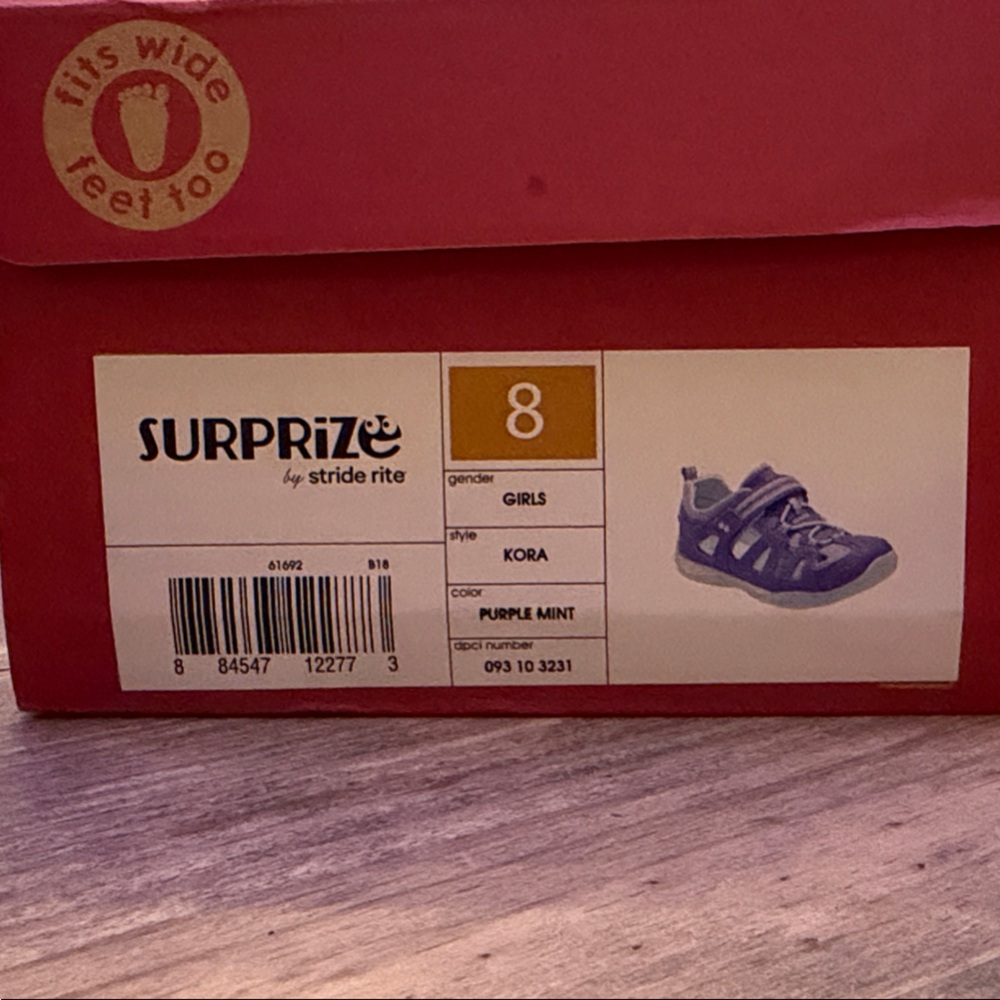 fits wide
feet too
SURPRiZe
by stride rite
8
gender
GIRLS
style
KORA
color
PURPLE MINT
dpci number
093 10 3231
61692 B18
8 84547 12277 3